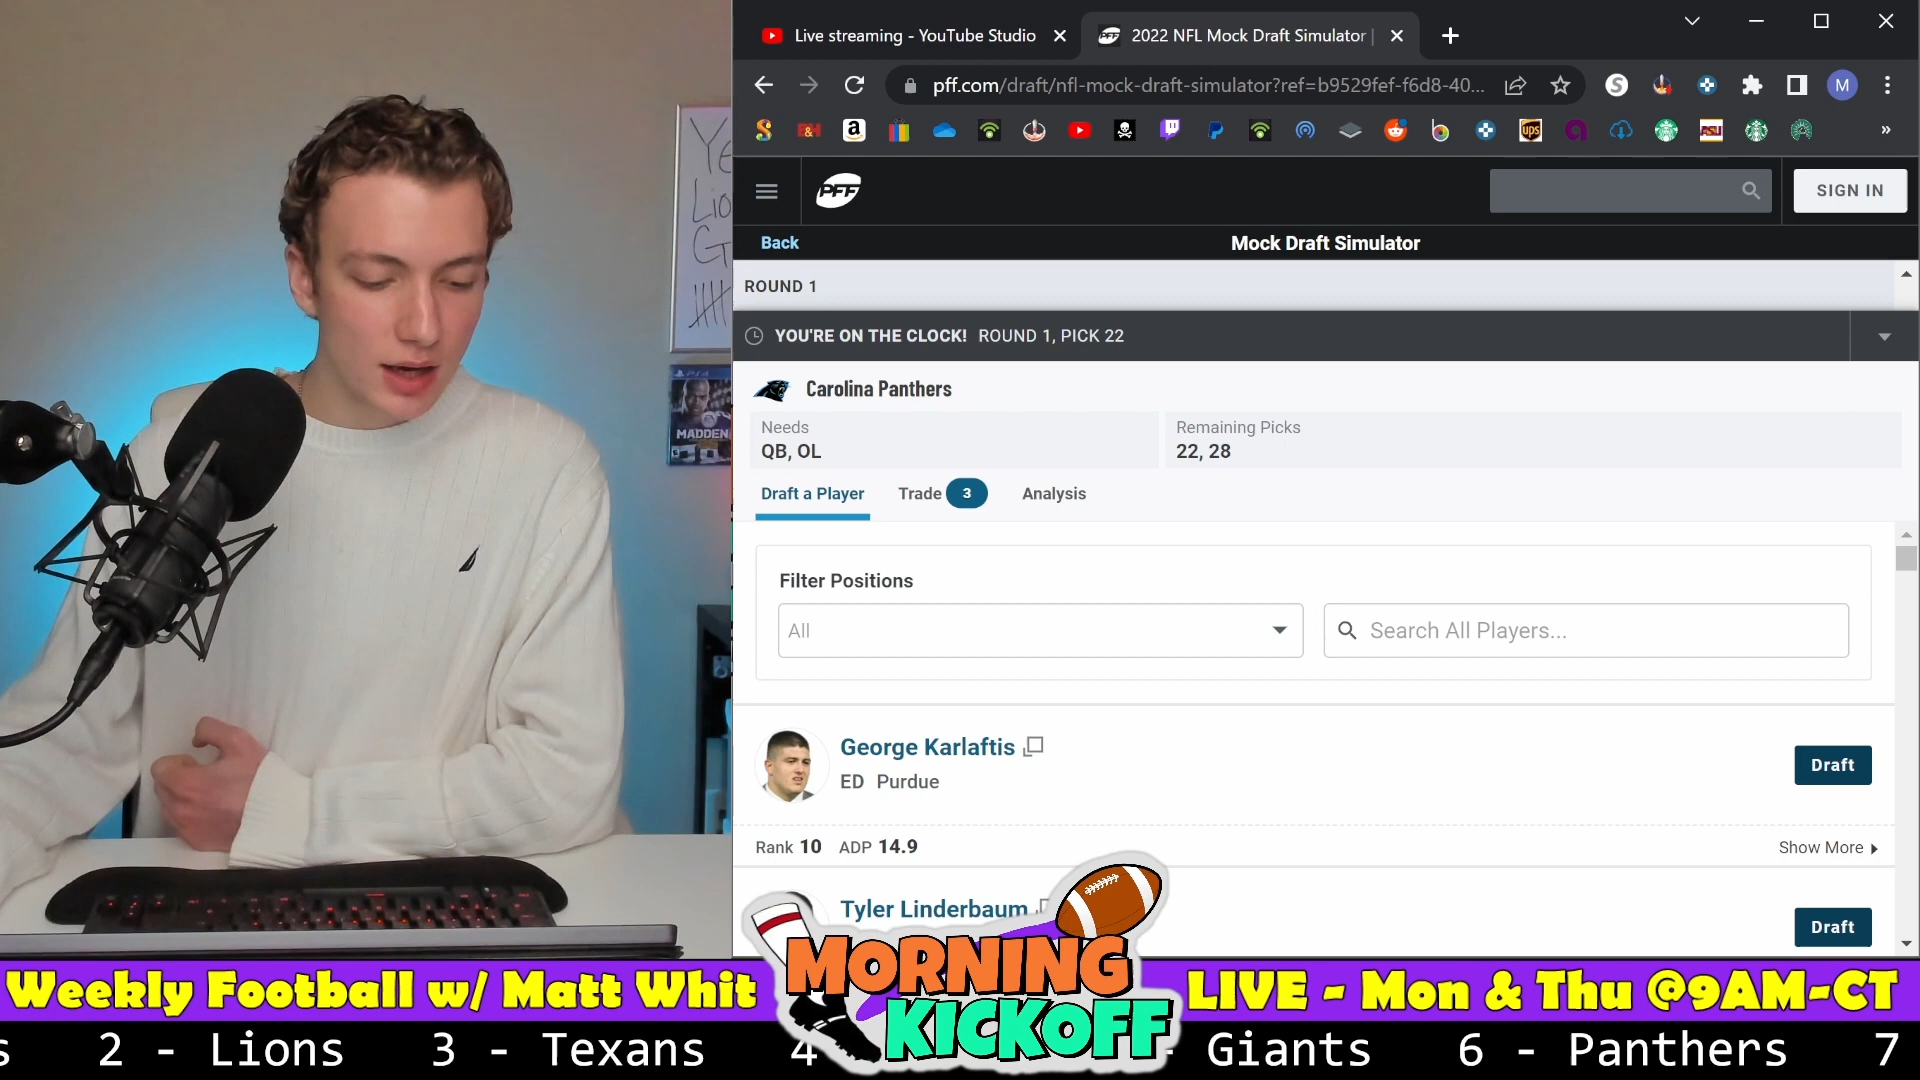 Live streaming - YouTube Studio
2022 NFL Mock Draft Simulator |
pff.com/draft/nfl-mock-draft-simulator?ref=b9529fef-f6d8-40...
M
PFF
SIGN IN
Back
Mock Draft Simulator
ROUND 1
YOU'RE ON THE CLOCK! ROUND 1, PICK 22
Carolina Panthers
Needs
QB, OL
Remaining Picks
22, 28
Draft a Player
Trade 3
Analysis
Filter Positions
All
Search All Players...
George Karlaftis
ED Purdue
Draft
Rank 10 ADP 14.9
Show More
Tyler Linderbaum
Draft
MADDEN
Weekly Football w/ Matt Whit
MORNING
KICKOFF
LIVE - Mon & Thu @9AM-CT
s 2 - Lions 3 - Texans 4 - Giants 6 - Panthers 7